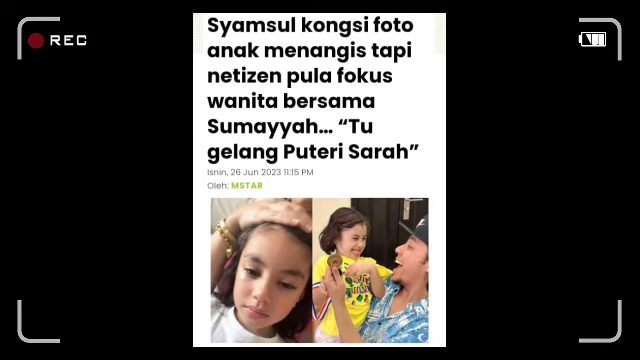 REC
Syamsul kongsi foto
anak menangis tapi
netizen pula fokus
wanita bersama
Sumayyah... “Tu
gelang Puteri Sarah”
Isnin, 26 Jun 2023 11:15 PM
Oleh: MSTAR